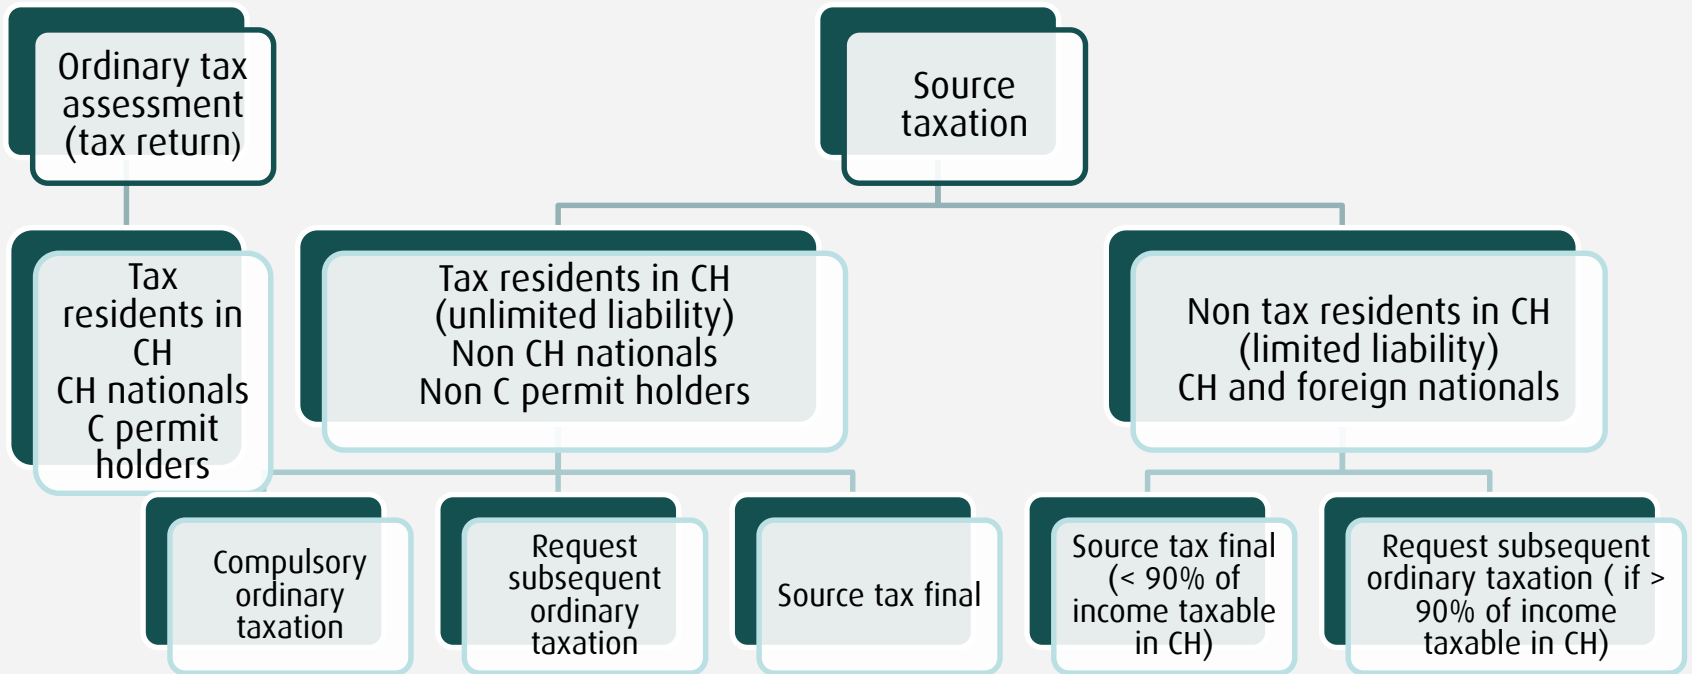 Ordinary tax
assessment
(tax return)
Source
taxation
Tax
residents in
CH
CH nationals
C permit
holders
Tax residents in CH
(unlimited liability)
Non CH nationals
Non C permit holders
Non tax residents in CH
(limited liability)
CH and foreign nationals
Compulsory
ordinary
taxation
Request
subsequent
ordinary
taxation
Source tax final
Source tax final
(< 90% of
income taxable
in CH)
Request subsequent
ordinary taxation ( if >
90% of income
taxable in CH)